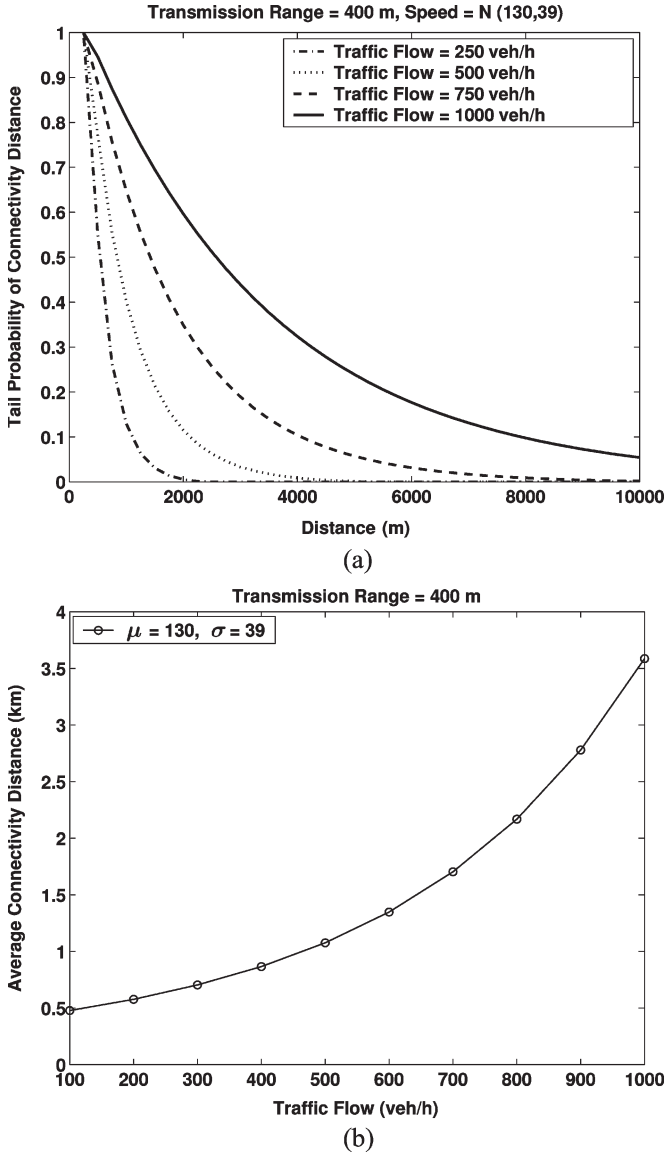 Transmission Range = 400 m, Speed = N (130,39)
Tail Probability of Connectivity Distance
1
0.9
0.8
0.7
0.6
0.5
0.4
0.3
0.2
0.1
0
Traffic Flow = 250 veh/h
Traffic Flow = 500 veh/h
Traffic Flow = 750 veh/h
Traffic Flow = 1000 veh/h
0 2000 4000 6000 8000 10000
Distance (m)
(a)
Transmission Range = 400 m
Average Connectivity Distance (km)
4
3.5
3
2.5
2
1.5
1
0.5
0
μ = 130, σ = 39
100 200 300 400 500 600 700 800 900 1000
Traffic Flow (veh/h)
(b)